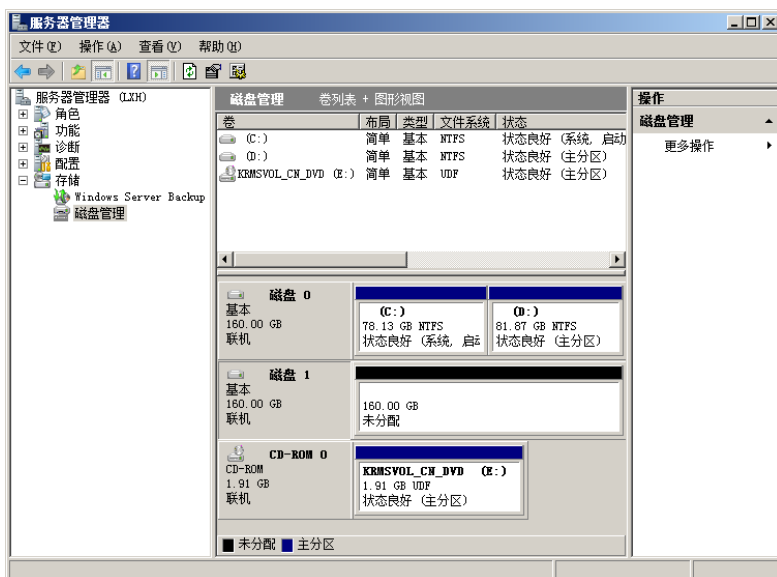 服务器管理器
文件(F) 操作(A) 查看(V) 帮助(H)
服务器管理器 (LXH)
角色
功能
诊断
配置
存储
Windows Server Backup
磁盘管理
磁盘管理 卷列表 + 图形视图
卷 布局 类型 文件系统 状态
(C:) 简单 基本 NTFS 状态良好 (系统, 启动
(D:) 简单 基本 NTFS 状态良好 (主分区)
KRMSVOL_CN_DVD (E:) 简单 基本 UDF 状态良好 (主分区)
磁盘 0
基本
160.00 GB
联机
(C:)
78.13 GB NTFS
状态良好 (系统, 启动
(D:)
81.87 GB NTFS
状态良好 (主分区)
磁盘 1
基本
160.00 GB
联机
160.00 GB
未分配
CD-ROM 0
CD-ROM
1.91 GB
联机
KRMSVOL_CN_DVD (E:)
1.91 GB UDF
状态良好 (主分区)
未分配 主分区
操作
磁盘管理
更多操作